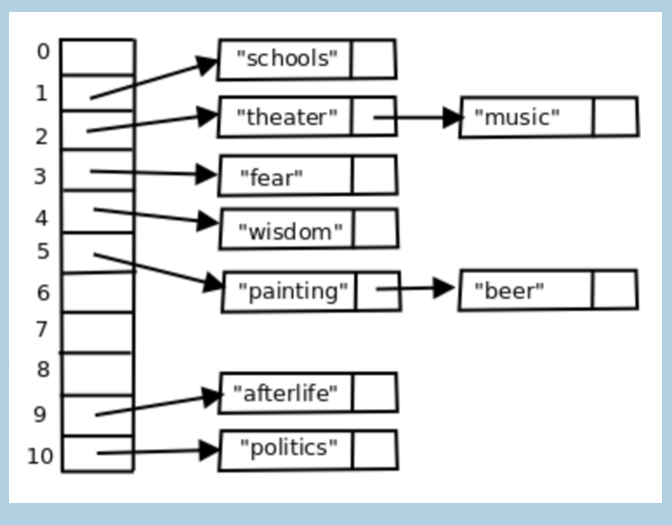 0
"schools"
1
2
"theater"
"music"
3
"fear"
4
"wisdom"
5
6
"painting"
"beer"
7
8
9
"afterlife"
10
"politics"